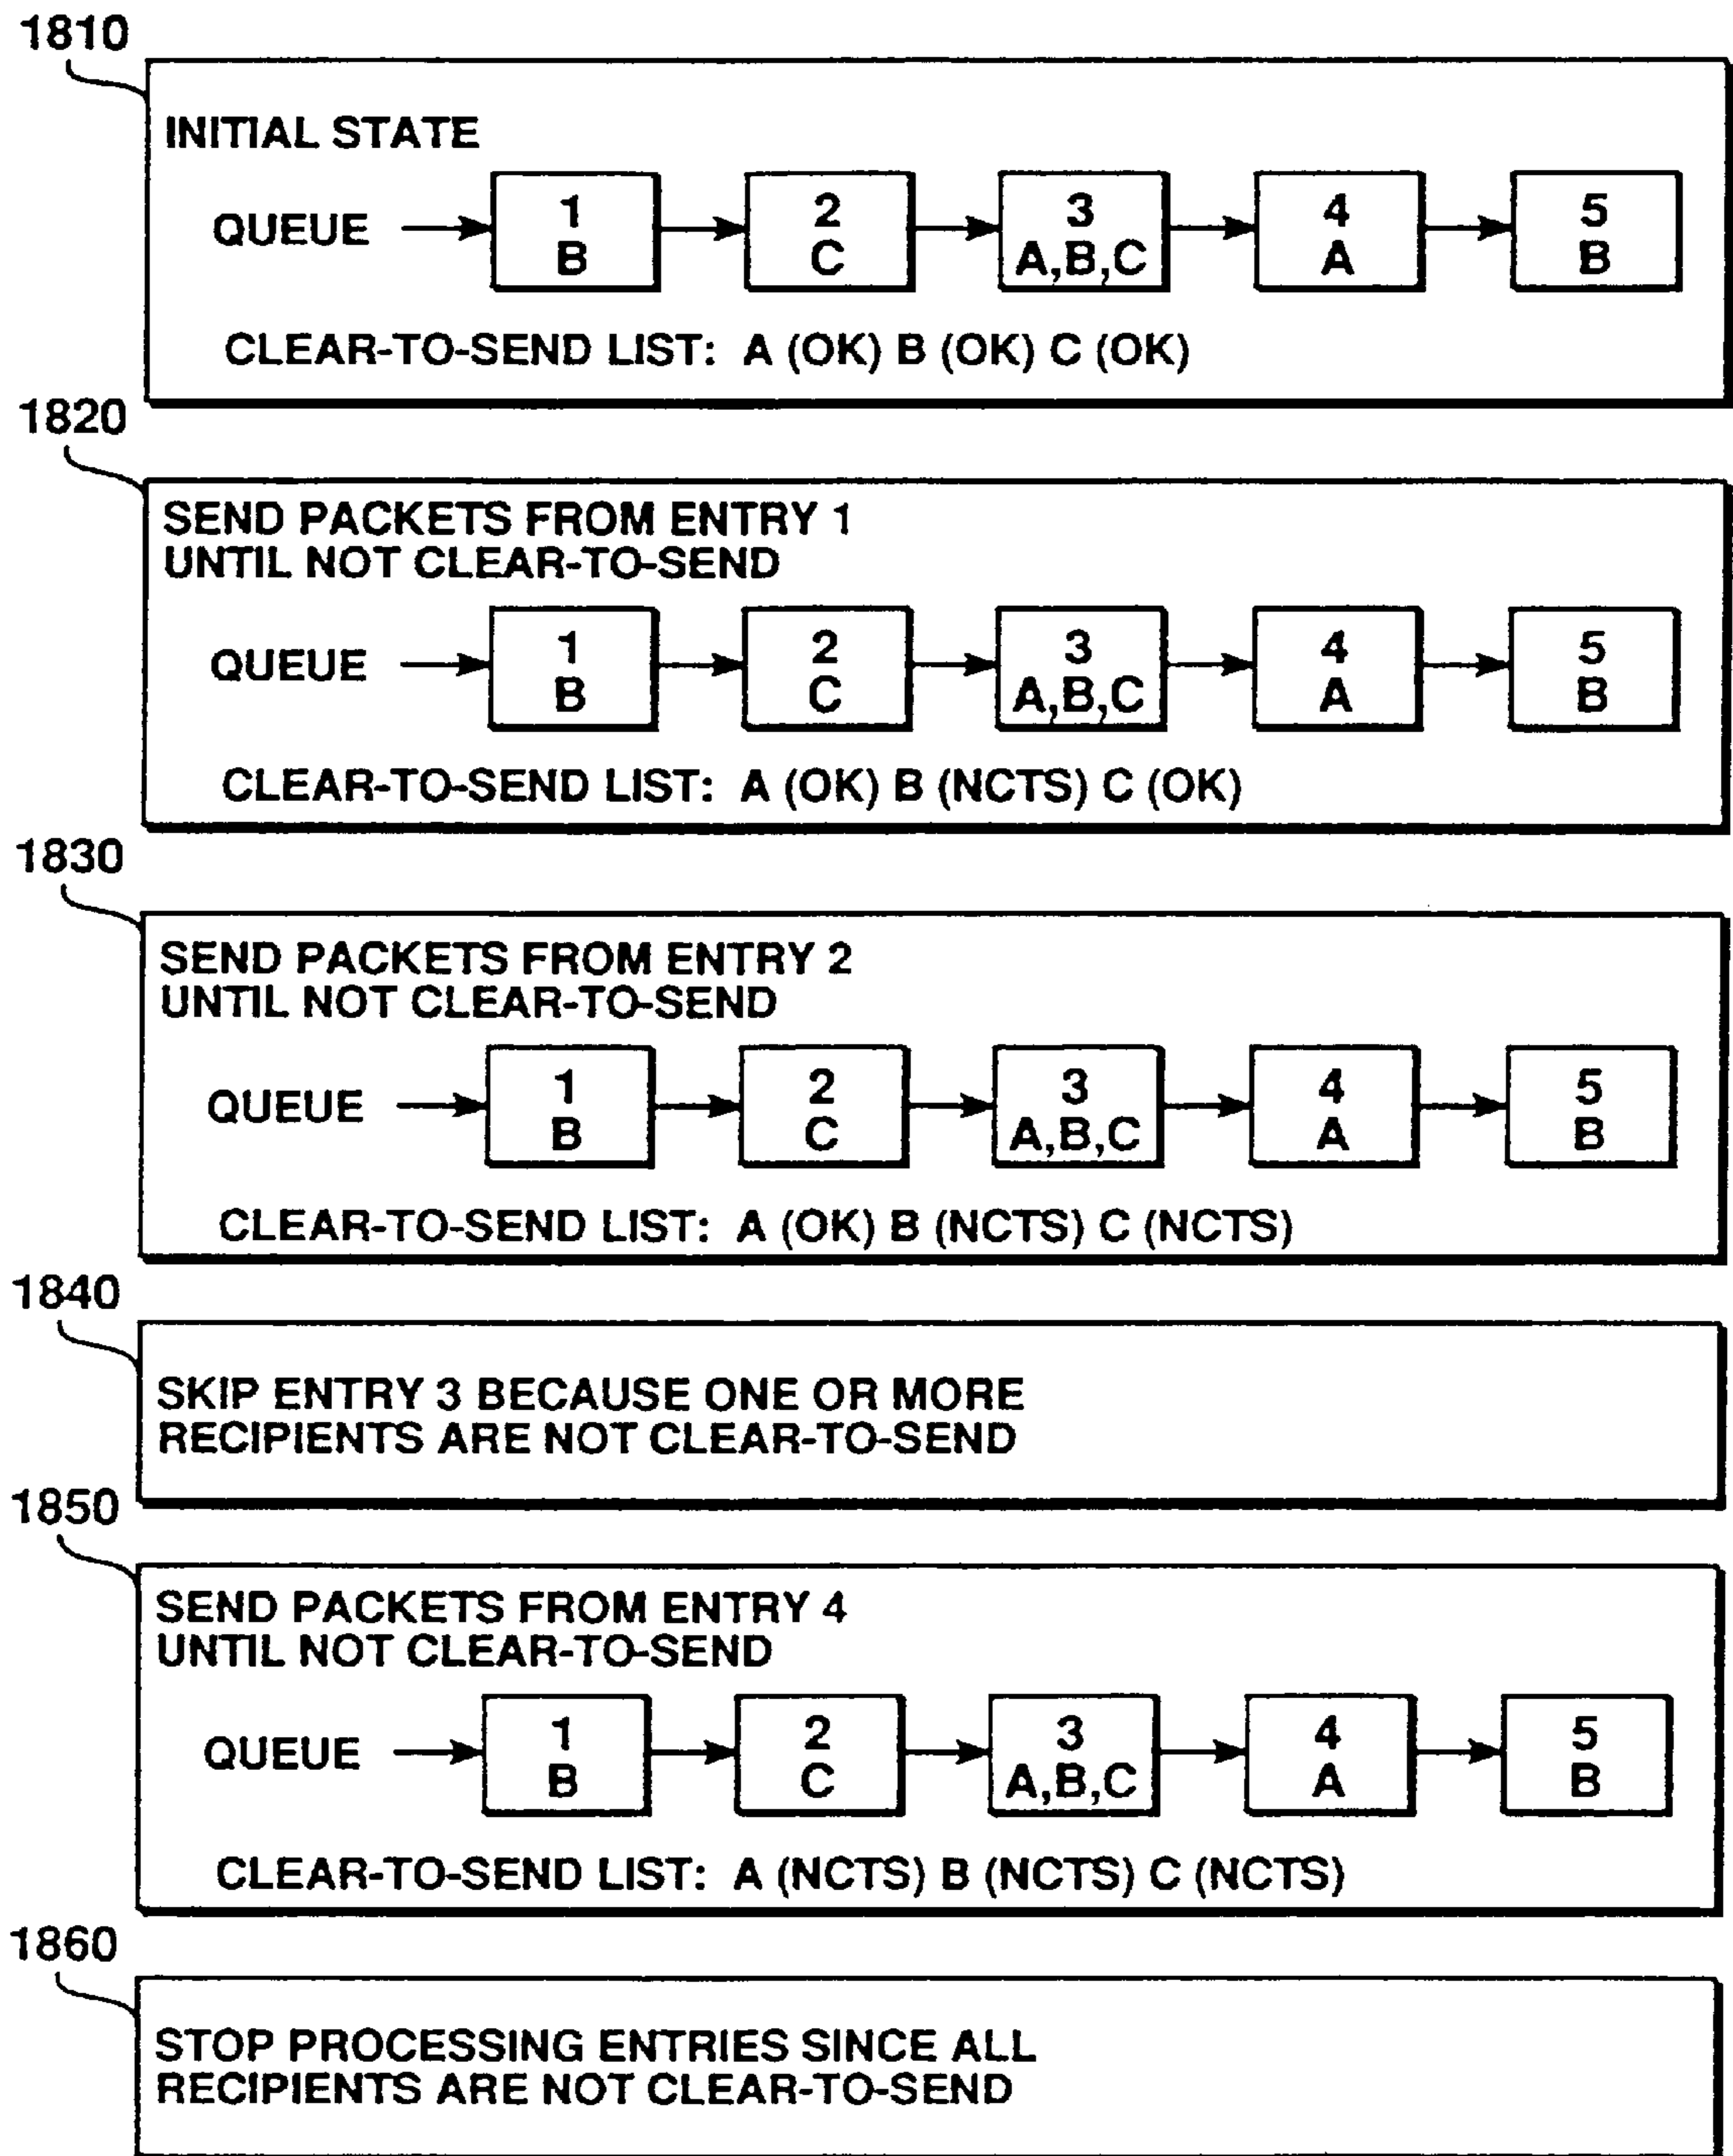 1810
INITIAL STATE
QUEUE
1
B
2
C
3
A,B,C
4
A
5
B
CLEAR-TO-SEND LIST: A (OK) B (OK) C (OK)
1820
SEND PACKETS FROM ENTRY 1
UNTIL NOT CLEAR-TO-SEND
QUEUE
1
B
2
C
3
A,B,C
4
A
5
B
CLEAR-TO-SEND LIST: A (OK) B (NCTS) C (OK)
1830
SEND PACKETS FROM ENTRY 2
UNTIL NOT CLEAR-TO-SEND
QUEUE
1
B
2
C
3
A,B,C
4
A
5
B
CLEAR-TO-SEND LIST: A (OK) B (NCTS) C (NCTS)
1840
SKIP ENTRY 3 BECAUSE ONE OR MORE
RECIPIENTS ARE NOT CLEAR-TO-SEND
1850
SEND PACKETS FROM ENTRY 4
UNTIL NOT CLEAR-TO-SEND
QUEUE
1
B
2
C
3
A,B,C
4
A
5
B
CLEAR-TO-SEND LIST: A (NCTS) B (NCTS) C (NCTS)
1860
STOP PROCESSING ENTRIES SINCE ALL
RECIPIENTS ARE NOT CLEAR-TO-SEND